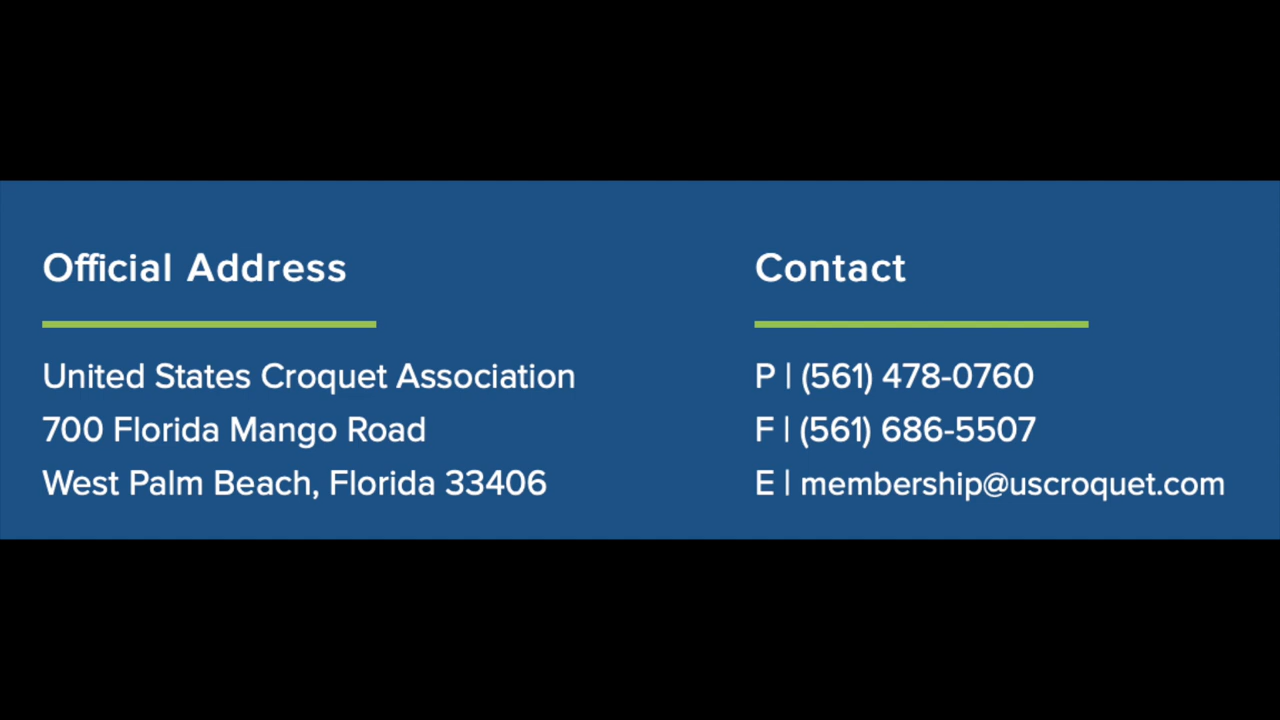 Official Address
United States Croquet Association
700 Florida Mango Road
West Palm Beach, Florida 33406
Contact
P | (561) 478-0760
F | (561) 686-5507
E | membership@uscroquet.com